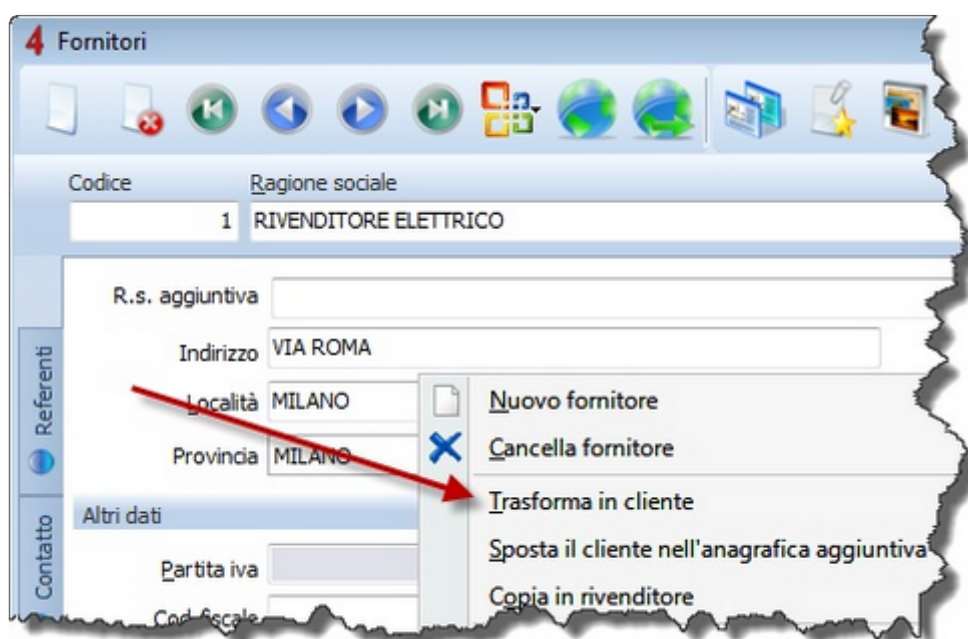 4 Fornitori
Codice Ragione sociale
1 RIVENDITORE ELETTRICO
R.s. aggiuntiva
Indirizzo VIA ROMA
Località MILANO
Provincia MILANO
Nuovo fornitore
Cancella fornitore
Trasforma in cliente
Sposta il cliente nell'anagrafica aggiuntiva
Copia in rivenditore
Altri dati
Partita iva
Cod. fiscale
Referenti
Contatto